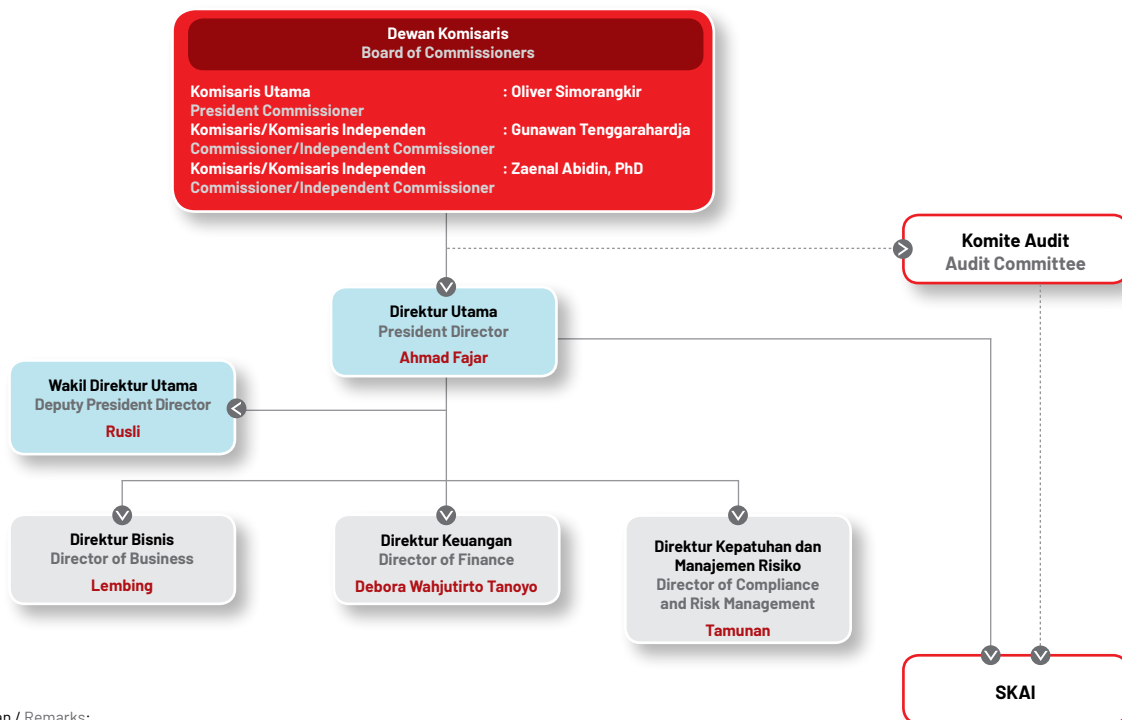 Dewan Komisaris
Board of Commissioners
Komisaris Utama : Oliver Simorangkir
President Commissioner
Komisaris/Komisaris Independen : Gunawan Tenggarahardja
Commissioner/Independent Commissioner
Komisaris/Komisaris Independen : Zaenal Abidin, PhD
Commissioner/Independent Commissioner
Komite Audit
Audit Committee
Direktur Utama
President Director
Ahmad Fajar
Wakil Direktur Utama
Deputy President Director
Rusli
Direktur Bisnis
Director of Business
Lembing
Direktur Keuangan
Director of Finance
Debora Wahjutirto Tanoyo
Direktur Kepatuhan dan
Manajemen Risiko
Director of Compliance
and Risk Management
Tamunan
SKAI
/ Remarks: